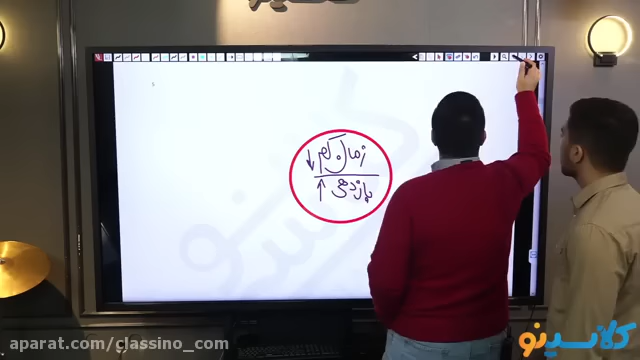 زمان کم ↓
بازدهی ↑
aparat.com/classino_com
کلاسینو